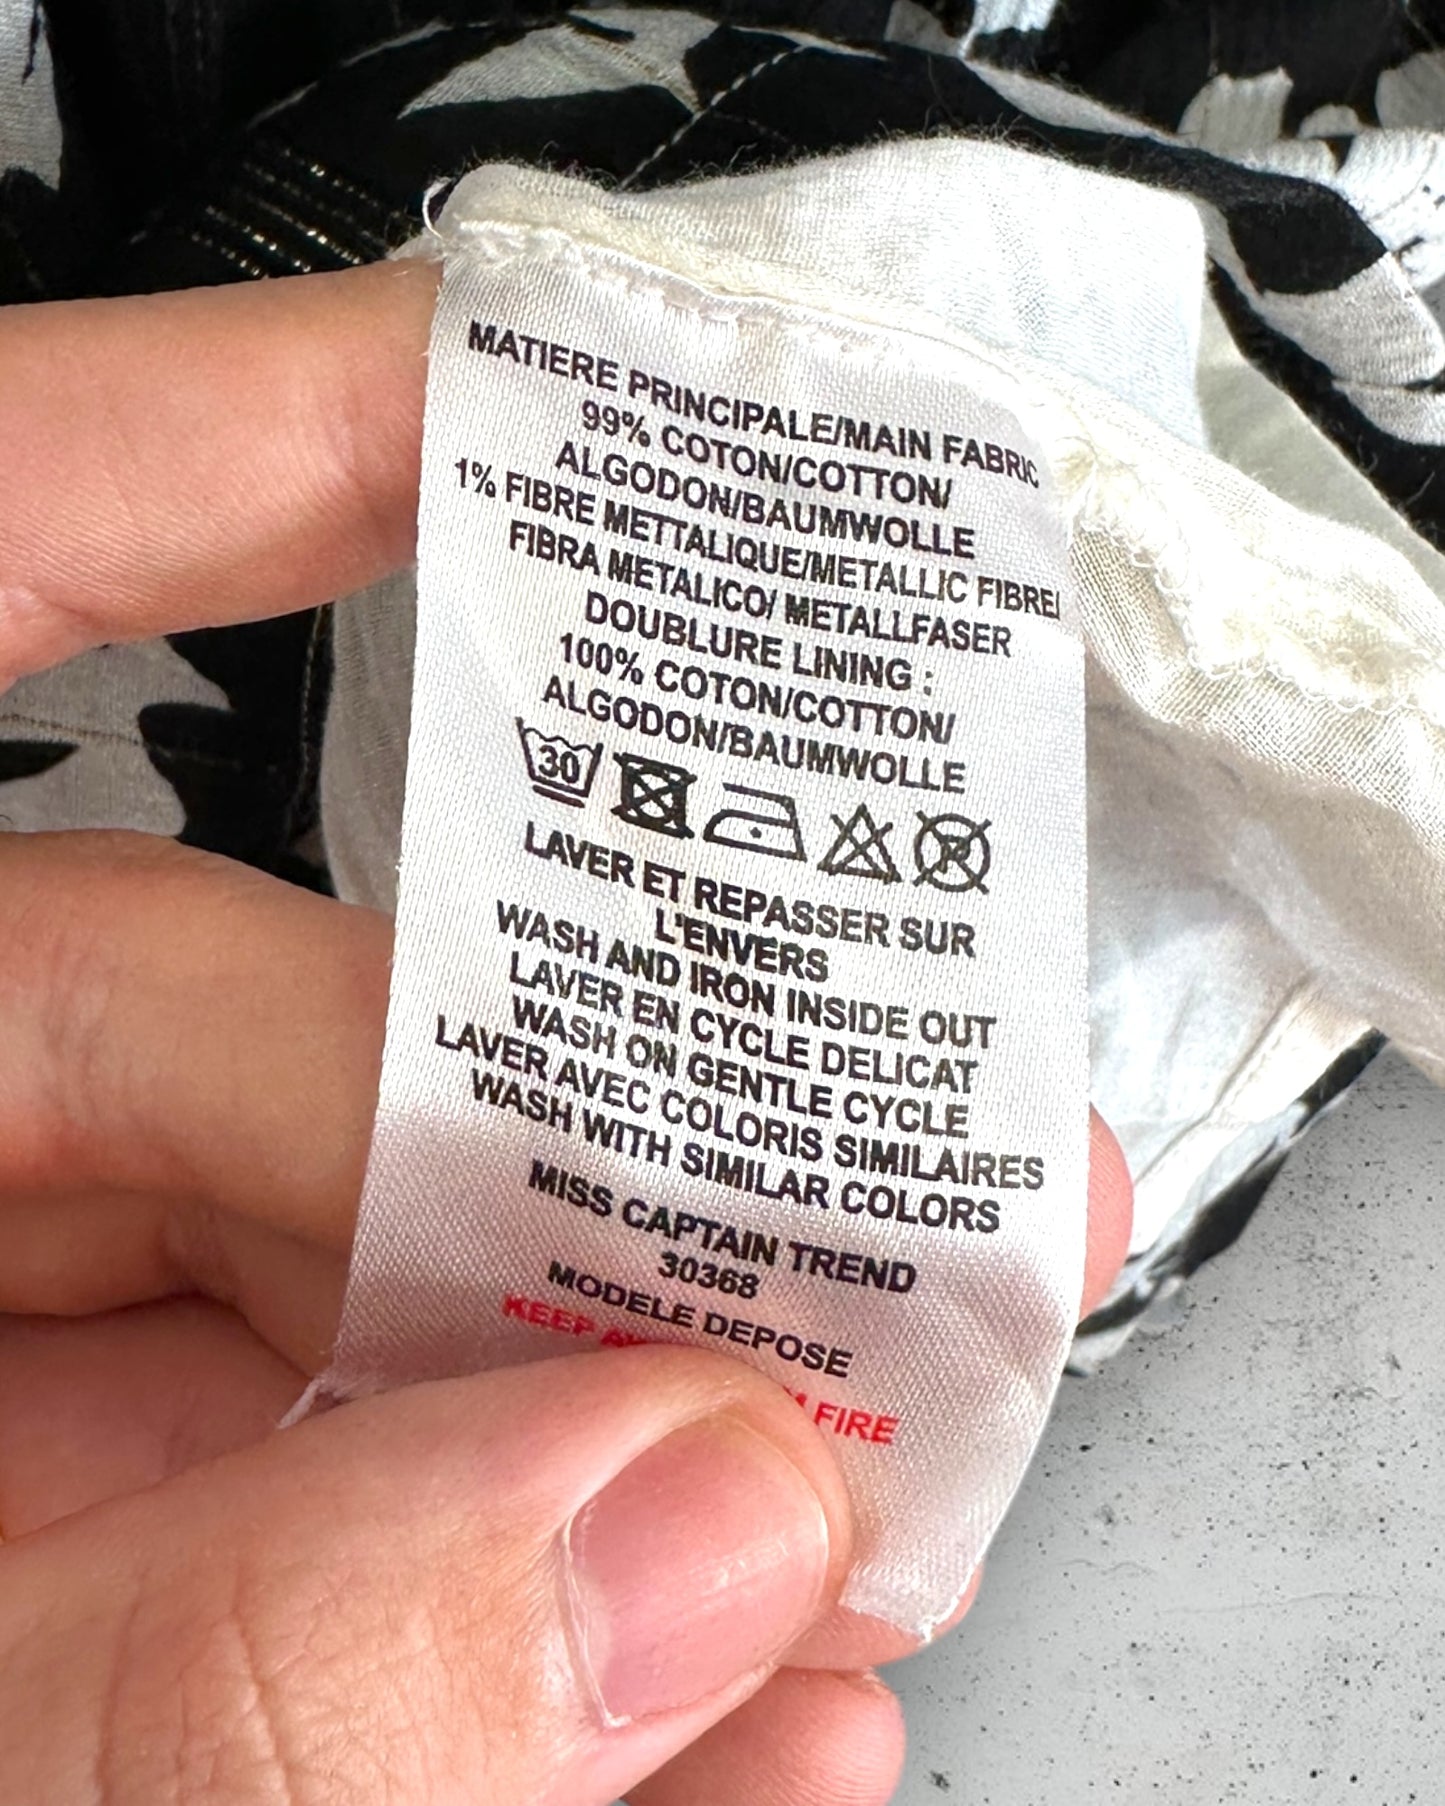 MATIERE PRINCIPALE/MAIN FABRIC
99% COTON/COTTON/
ALGODON/BAUMWOLLE
1% FIBRE METTALIQUE/METALLIC FIBRE/
FIBRA METALICO/ METALLFASER
DOUBLURE LINING :
100% COTON/COTTON/
ALGODON/BAUMWOLLE
30 P
LAVER ET REPASSER SUR
L'ENVERS
WASH AND IRON INSIDE OUT
LAVER EN CYCLE DELICAT
WASH ON GENTLE CYCLE
LAVER AVEC COLORIS SIMILAIRES
WASH WITH SIMILAR COLORS
MISS CAPTAIN TREND
30368
MODELE DEPOSE
KEEP
FIRE